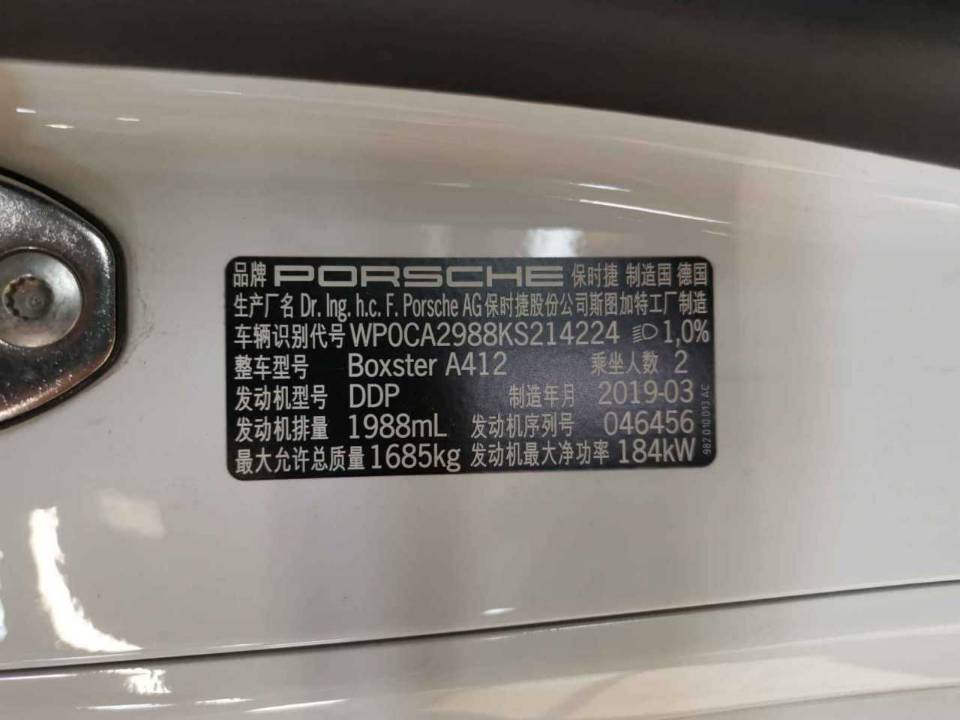 品牌 PORSCHE 保时捷 制造国 德国
生产厂名 Dr. Ing. h.c. F. Porsche AG 保时捷股份公司斯图加特工厂制造
车辆识别代号 WP0CA2988KS214224 1,0%
整车型号 Boxster A412 乘坐人数 2
发动机型号 DDP 制造年月 2019-03
发动机排量 1988mL 发动机序列号 046456
最大允许总质量 1685kg 发动机最大净功率 184kW
982 010 013 AC